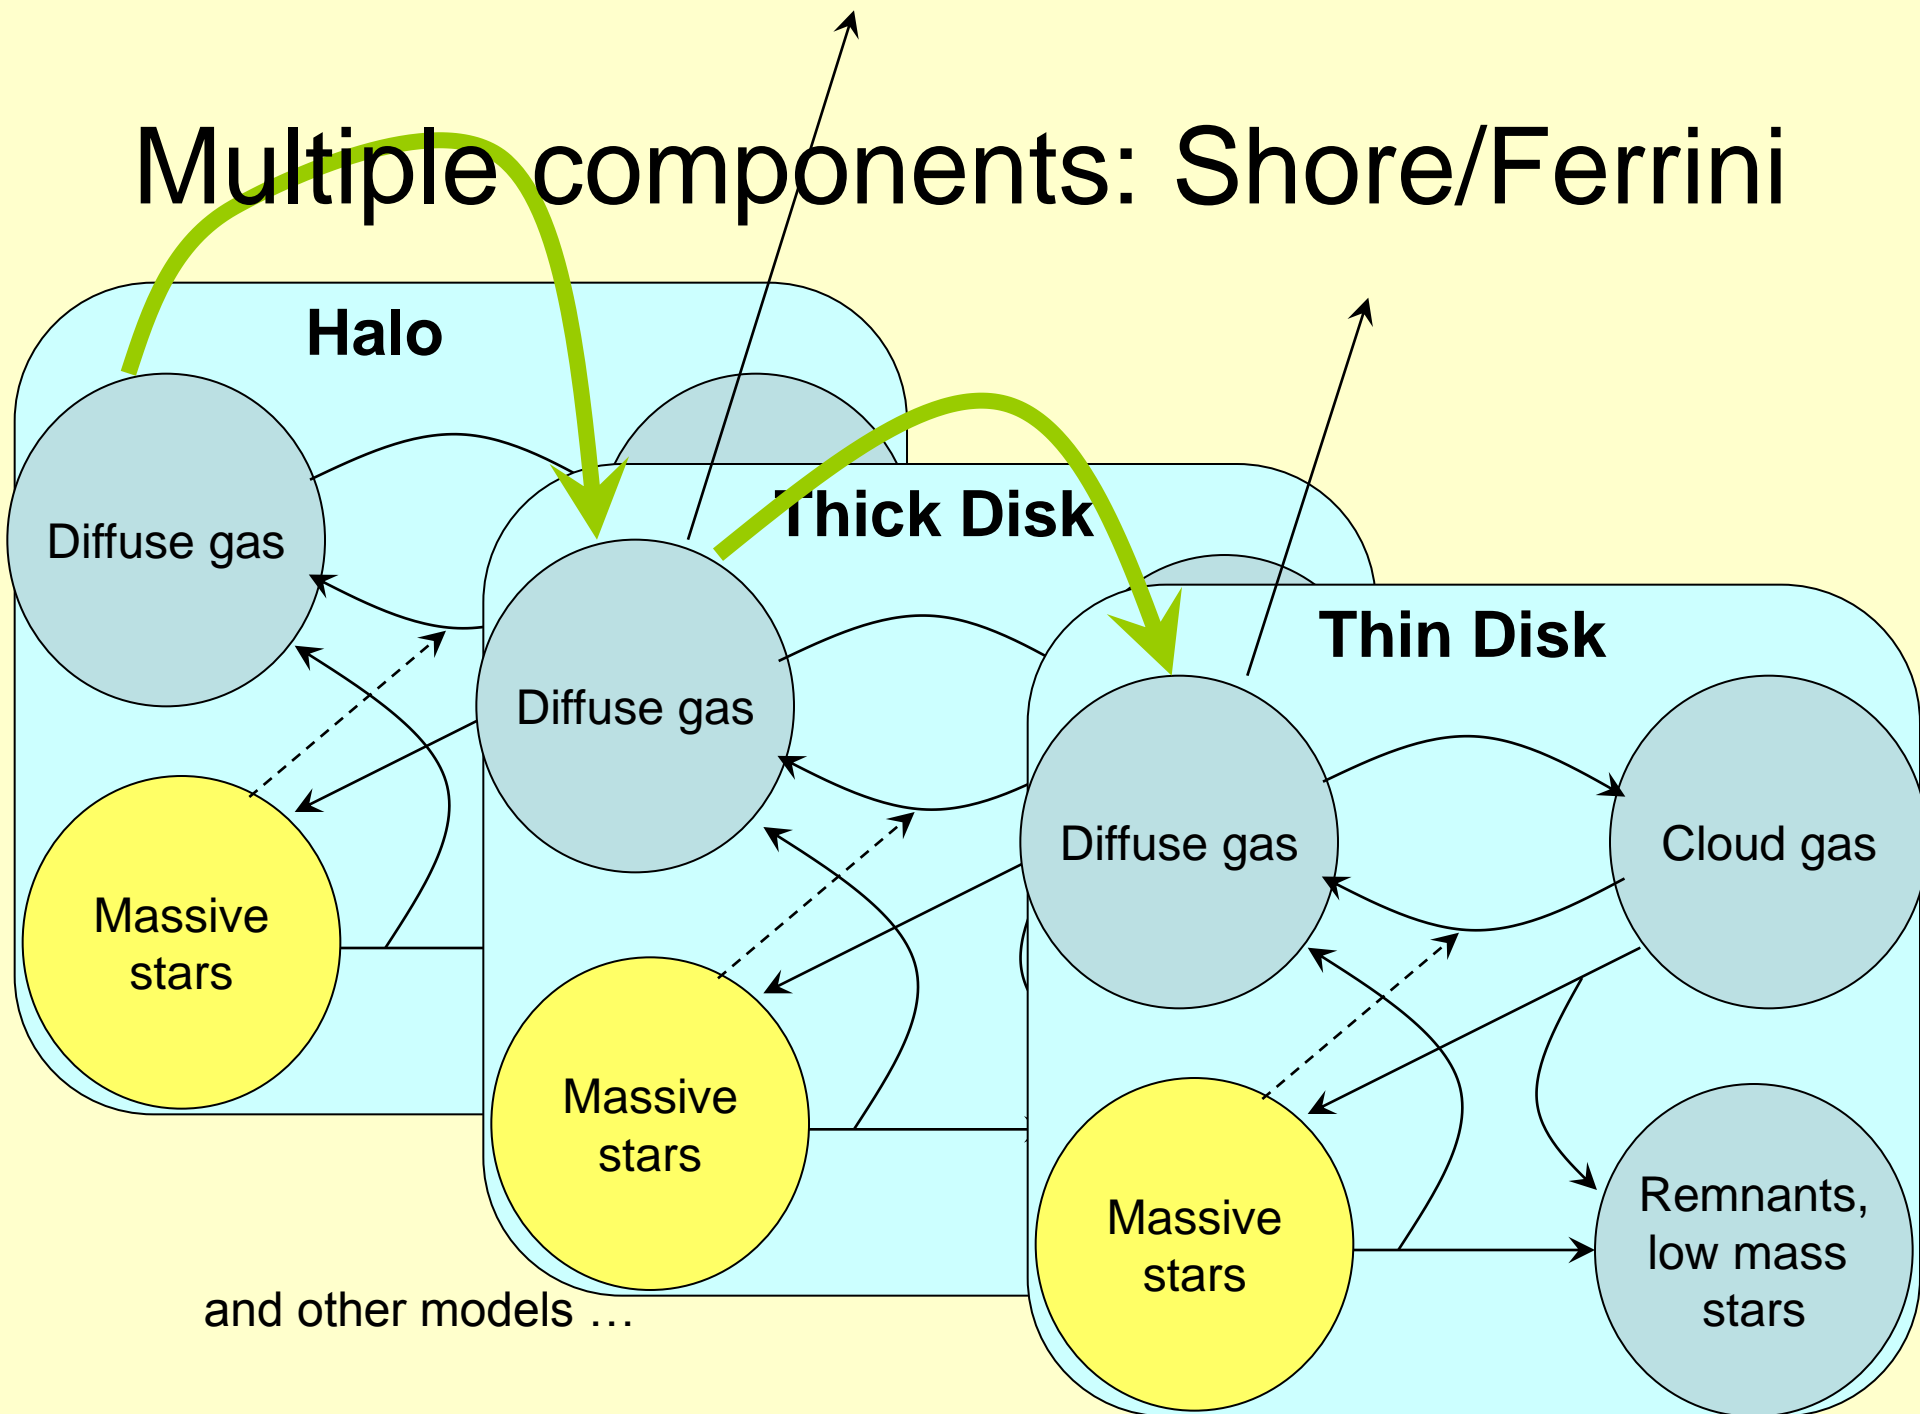 Multiple components: Shore/Ferrini
Halo
Diffuse gas
Massive
stars
Thick Disk
Diffuse gas
Massive
stars
Thin Disk
Diffuse gas
Cloud gas
Massive
stars
Remnants,
low mass
stars
and other models …